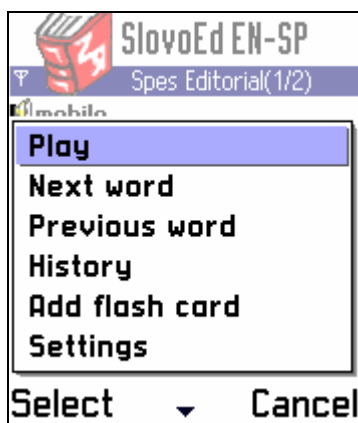 SlovoEd EN-SP
Spes Editorial(1/2)
mobile
Play
Next word
Previous word
History
Add flash card
Settings
Select Cancel